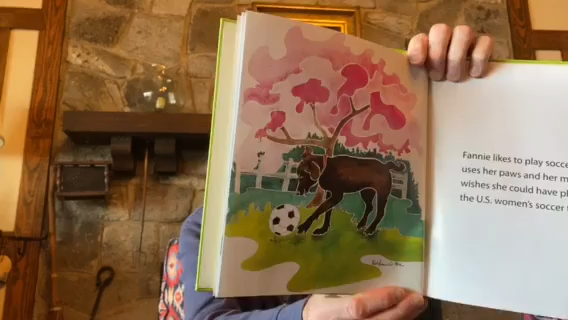 Fannie likes to play socce
uses her paws and her m
wishes she could have pl
the U.S. women's soccer